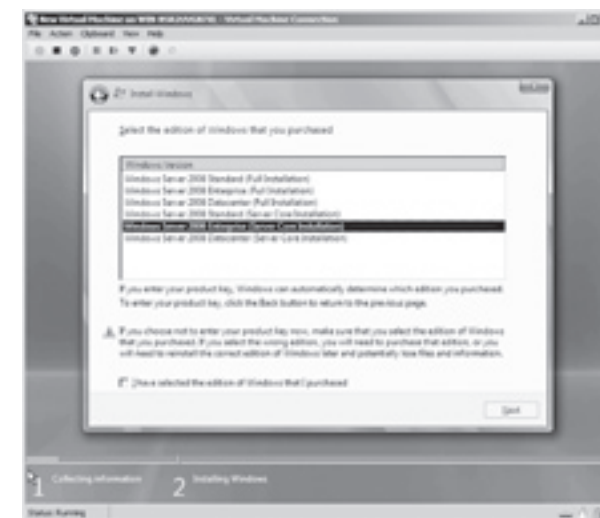 New Virtual Machine on - Virtual Machine Connection
File Action Clipboard View Help
Install Windows
Select the edition of Windows that you purchased
Windows Version
Windows Server 2008 Standard (Full Installation)
Windows Server 2008 Enterprise (Full Installation)
Windows Server 2008 Datacenter (Full Installation)
Windows Server 2008 Standard (Server Core Installation)
Windows Server 2008 Enterprise (Server Core Installation)
Windows Server 2008 Datacenter (Server Core Installation)
If you enter your product key, Windows can automatically determine which edition you purchased.
To enter your product key, click the Back button to return to the previous page.
If you choose not to enter your product key now, make sure that you select the edition of Windows
that you purchased. If you select the wrong edition, you will need to purchase that edition, or you
will need to reinstall the correct edition of Windows later and potentially lose files and information.
I have selected the edition of Windows that I purchased
Next
1 Collecting information
2 Installing Windows
Status: Running